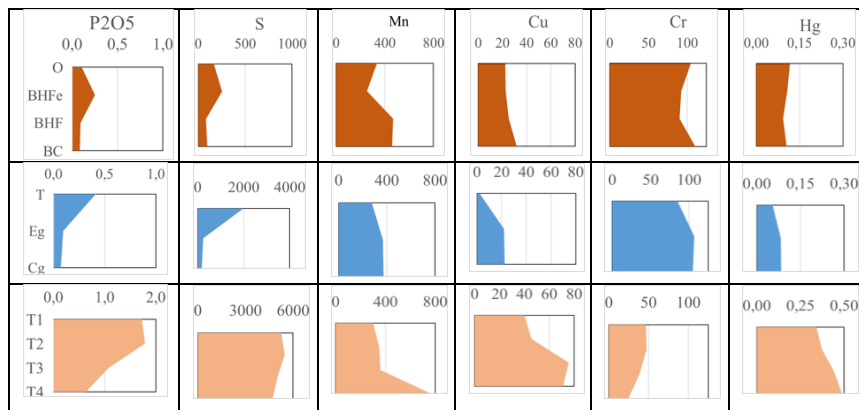 P2O5 S Mn Cu Cr Hg
0,0 0,5 1,0 0 500 1000 0 400 800 0 20 40 60 80 0 50 100 0,00 0,15 0,30
O
BHFe
BHF
BC
0,0 0,5 1,0 0 2000 4000 0 400 800 0 20 40 60 80 0 50 100 0,00 0,15 0,30
T
Eg
Cg
0,0 1,0 2,0 0 3000 6000 0 400 800 0 20 40 60 80 0 50 100 0,00 0,25 0,50
T1
T2
T3
T4